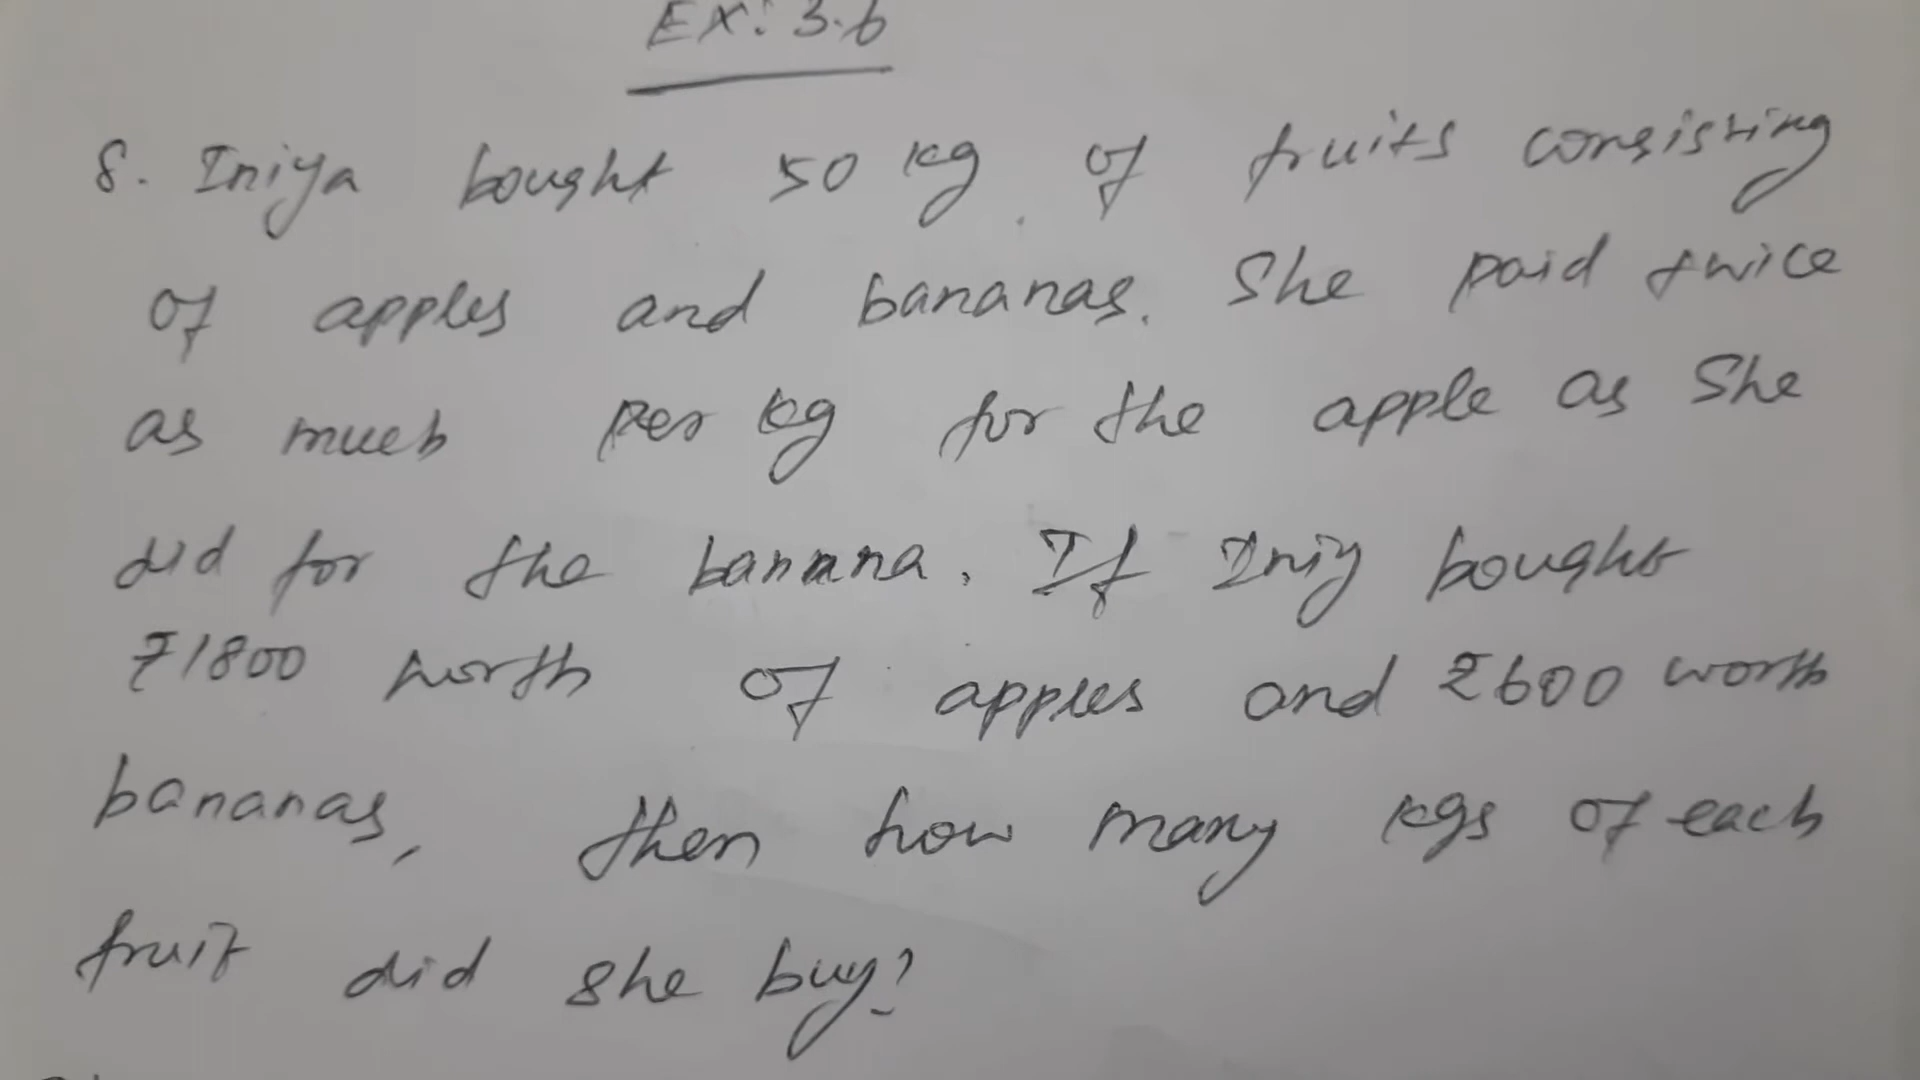 Ex: 3.6
8. Iniya bought 50 kg of fruits consisting
of apples and bananas. She paid twice
as much per kg for the apple as she
did for the banana. If Iniy bought
₹1800 worth of apples and ₹600 worth
bananas, then how many kgs of each
fruit did she buy?